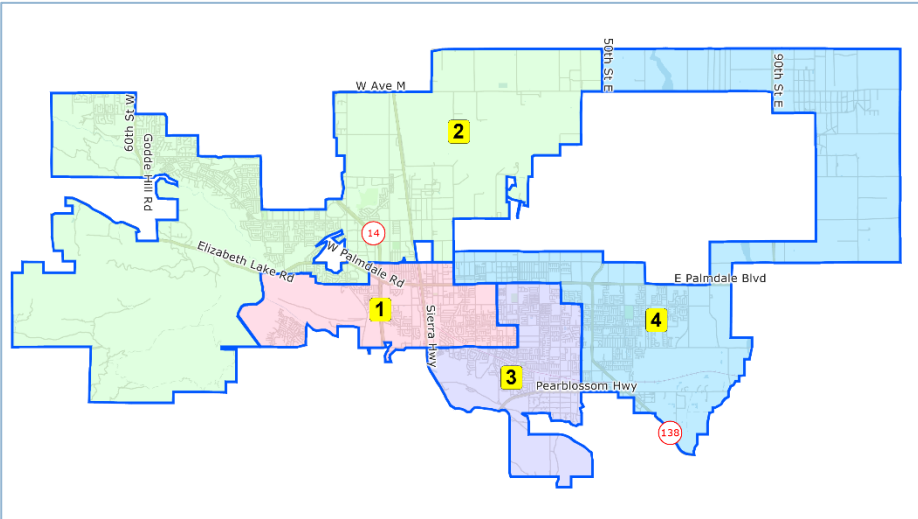 50th St E
90th St E
W Ave M
60th St W
Godde Hill Rd
2
14
Elizabeth Lake Rd
W Palmdale Rd
E Palmdale Blvd
1
Sierra Hwy
4
3
Pearblossom Hwy
138